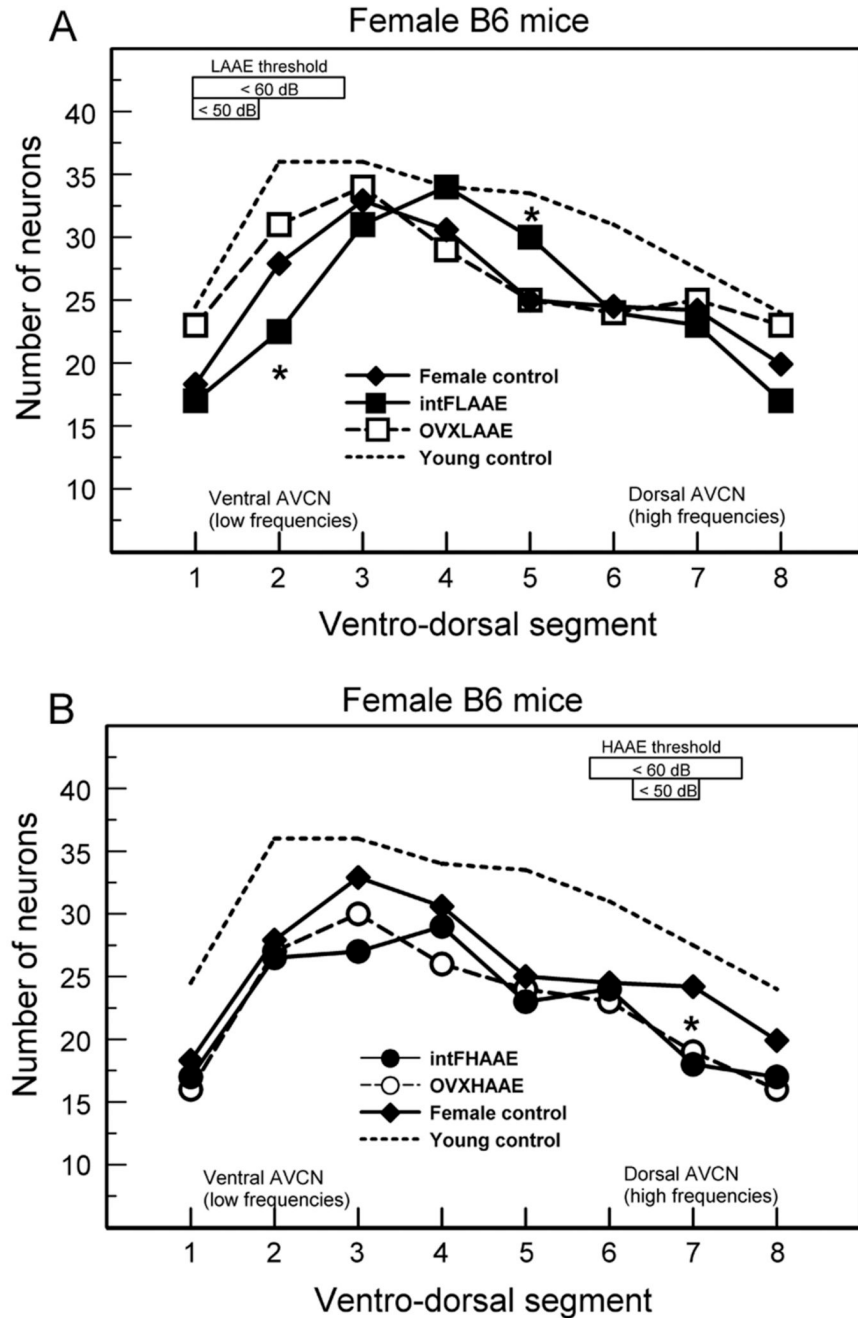 A
Female B6 mice
LAAE threshold
< 60 dB
< 50 dB
40
35
30
25
20
15
10
Number of neurons
*
*
Female control
intFLAAE
OVXLAAE
Young control
Ventral AVCN
(low frequencies)
Dorsal AVCN
(high frequencies)
1 2 3 4 5 6 7 8
Ventro-dorsal segment
B
Female B6 mice
HAAE threshold
< 60 dB
< 50 dB
40
35
30
25
20
15
10
Number of neurons
*
intFHAAE
OVXHAAE
Female control
Young control
Ventral AVCN
(low frequencies)
Dorsal AVCN
(high frequencies)
1 2 3 4 5 6 7 8
Ventro-dorsal segment